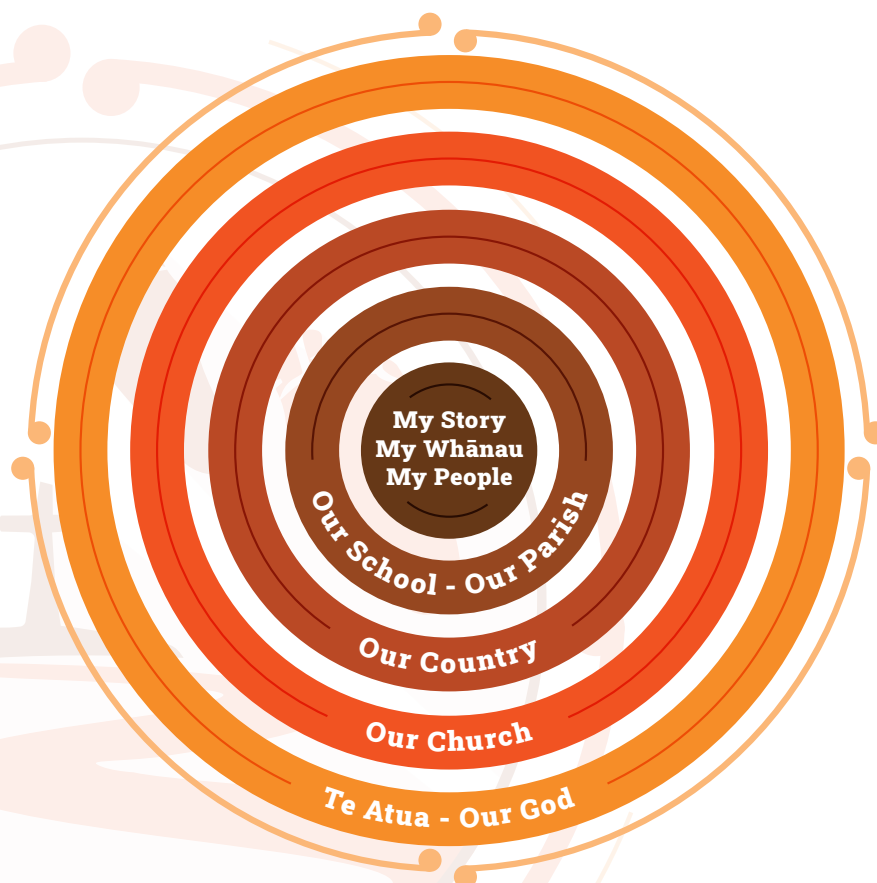 My Story
My Whānau
My People
Our School - Our Parish
Our Country
Our Church
Te Atua - Our God